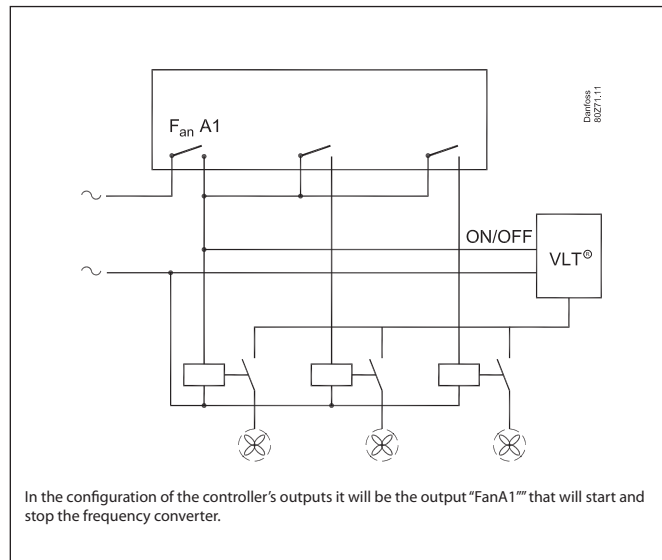 Danfoss
80Z71.11
Fan A1
ON/OFF
VLT®
In the configuration of the controller's outputs it will be the output “FanA1”” that will start and
stop the frequency converter.